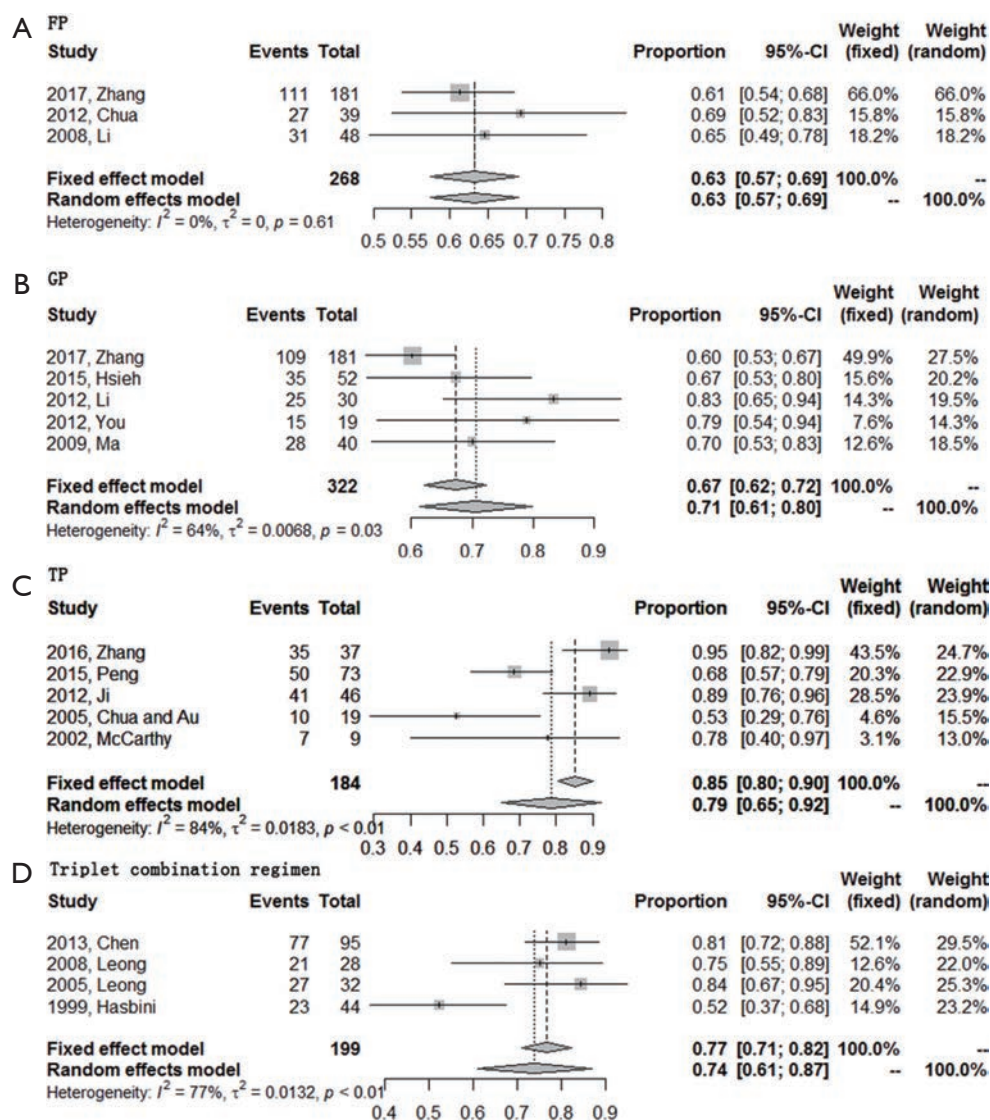 A FP
Study Events Total Proportion 95%-CI Weight (fixed) Weight (random)
2017, Zhang 111 181 0.61 [0.54; 0.68] 66.0% 66.0%
2012, Chua 27 39 0.69 [0.52; 0.83] 15.8% 15.8%
2008, Li 31 48 0.65 [0.49; 0.78] 18.2% 18.2%
Fixed effect model 268 0.63 [0.57; 0.69] 100.0% --
Random effects model 0.63 [0.57; 0.69] -- 100.0%
Heterogeneity: I² = 0%, τ² = 0, p = 0.61
0.5 0.55 0.6 0.65 0.7 0.75 0.8
B GP
Study Events Total Proportion 95%-CI Weight (fixed) Weight (random)
2017, Zhang 109 181 0.60 [0.53; 0.67] 49.9% 27.5%
2015, Hsieh 35 52 0.67 [0.53; 0.80] 15.6% 20.2%
2012, Li 25 30 0.83 [0.65; 0.94] 14.3% 19.5%
2012, You 15 19 0.79 [0.54; 0.94] 7.6% 14.3%
2009, Ma 28 40 0.70 [0.53; 0.83] 12.6% 18.5%
Fixed effect model 322 0.67 [0.62; 0.72] 100.0% --
Random effects model 0.71 [0.61; 0.80] -- 100.0%
Heterogeneity: I² = 64%, τ² = 0.0068, p = 0.03
0.6 0.7 0.8 0.9
C TP
Study Events Total Proportion 95%-CI Weight (fixed) Weight (random)
2016, Zhang 35 37 0.95 [0.82; 0.99] 43.5% 24.7%
2015, Peng 50 73 0.68 [0.57; 0.79] 20.3% 22.9%
2012, Ji 41 46 0.89 [0.76; 0.96] 28.5% 23.9%
2005, Chua and Au 10 19 0.53 [0.29; 0.76] 4.6% 15.5%
2002, McCarthy 7 9 0.78 [0.40; 0.97] 3.1% 13.0%
Fixed effect model 184 0.85 [0.80; 0.90] 100.0% --
Random effects model 0.79 [0.65; 0.92] -- 100.0%
Heterogeneity: I² = 84%, τ² = 0.0183, p < 0.01
0.3 0.4 0.5 0.6 0.7 0.8 0.9
D Triplet combination regimen
Study Events Total Proportion 95%-CI Weight (fixed) Weight (random)
2013, Chen 77 95 0.81 [0.72; 0.88] 52.1% 29.5%
2008, Leong 21 28 0.75 [0.55; 0.89] 12.6% 22.0%
2005, Leong 27 32 0.84 [0.67; 0.95] 20.4% 25.3%
1999, Hasbini 23 44 0.52 [0.37; 0.68] 14.9% 23.2%
Fixed effect model 199 0.77 [0.71; 0.82] 100.0% --
Random effects model 0.74 [0.61; 0.87] -- 100.0%
Heterogeneity: I² = 77%, τ² = 0.0132, p < 0.01
0.4 0.5 0.6 0.7 0.8 0.9